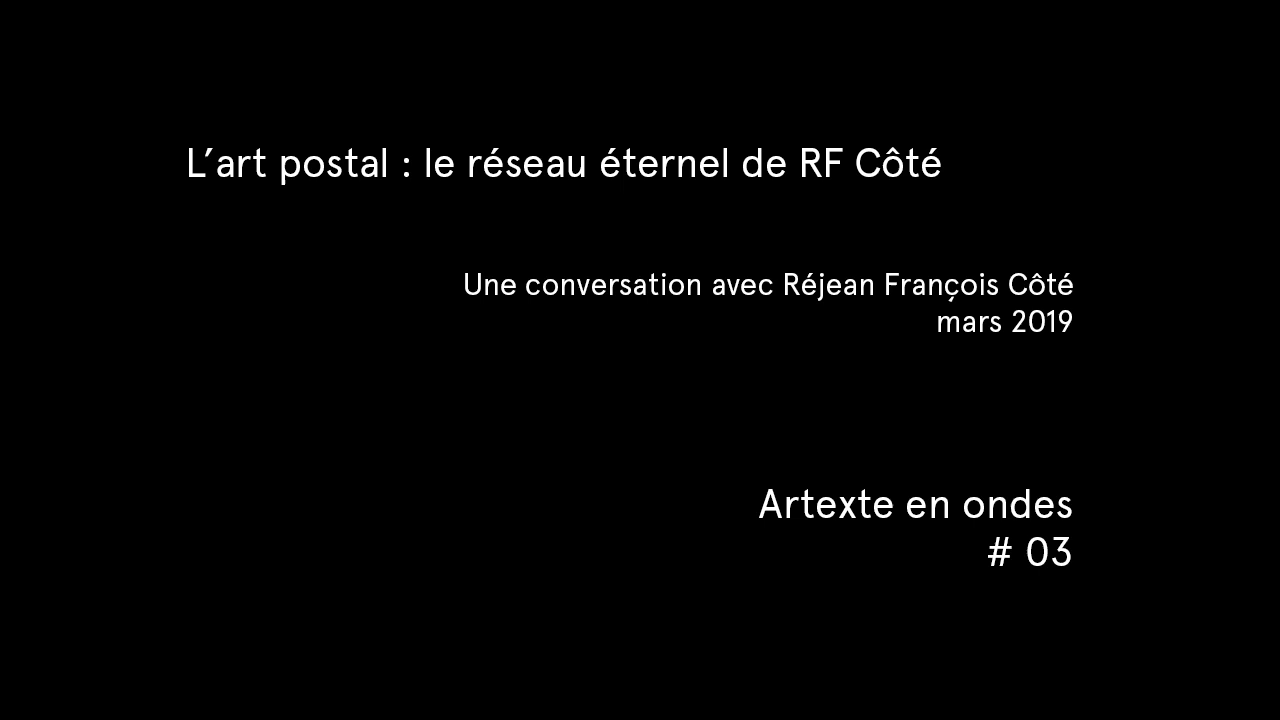 L’art postal : le réseau éternel de RF Côté
Une conversation avec Réjean François Côté
mars 2019
Artexte en ondes
# 03